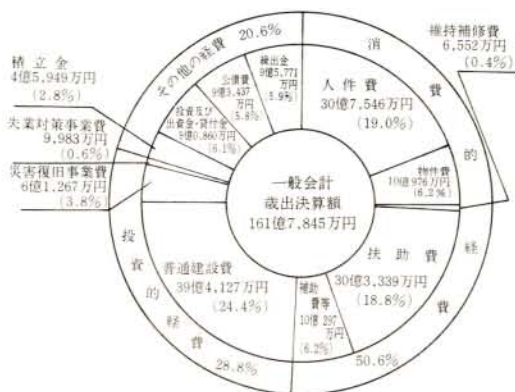 一般会計
歳出決算額
161億7,845万円
消費的経費
50.6%
人件費
30億7,546万円
(19.0%)
物件費
10億976万円
(6.2%)
維持補修費
6,552万円
(0.4%)
扶助費
30億3,339万円
(18.8%)
補助
費等
10億297
万円
(6.2%)
投資的経費
28.8%
普通建設費
39億4,127万円
(24.4%)
災害復旧事業費
6億1,267万円
(3.8%)
失業対策事業費
9,983万円
(0.6%)
その他の経費 20.6%
積立金
4億5,949万円
(2.8%)
投資及び
出資金・貸付金
9億0,860万円
(6.1%)
公債費
9億3,437
万円
(5.8%)
繰出金
9億5,771
万円
(5.9%)